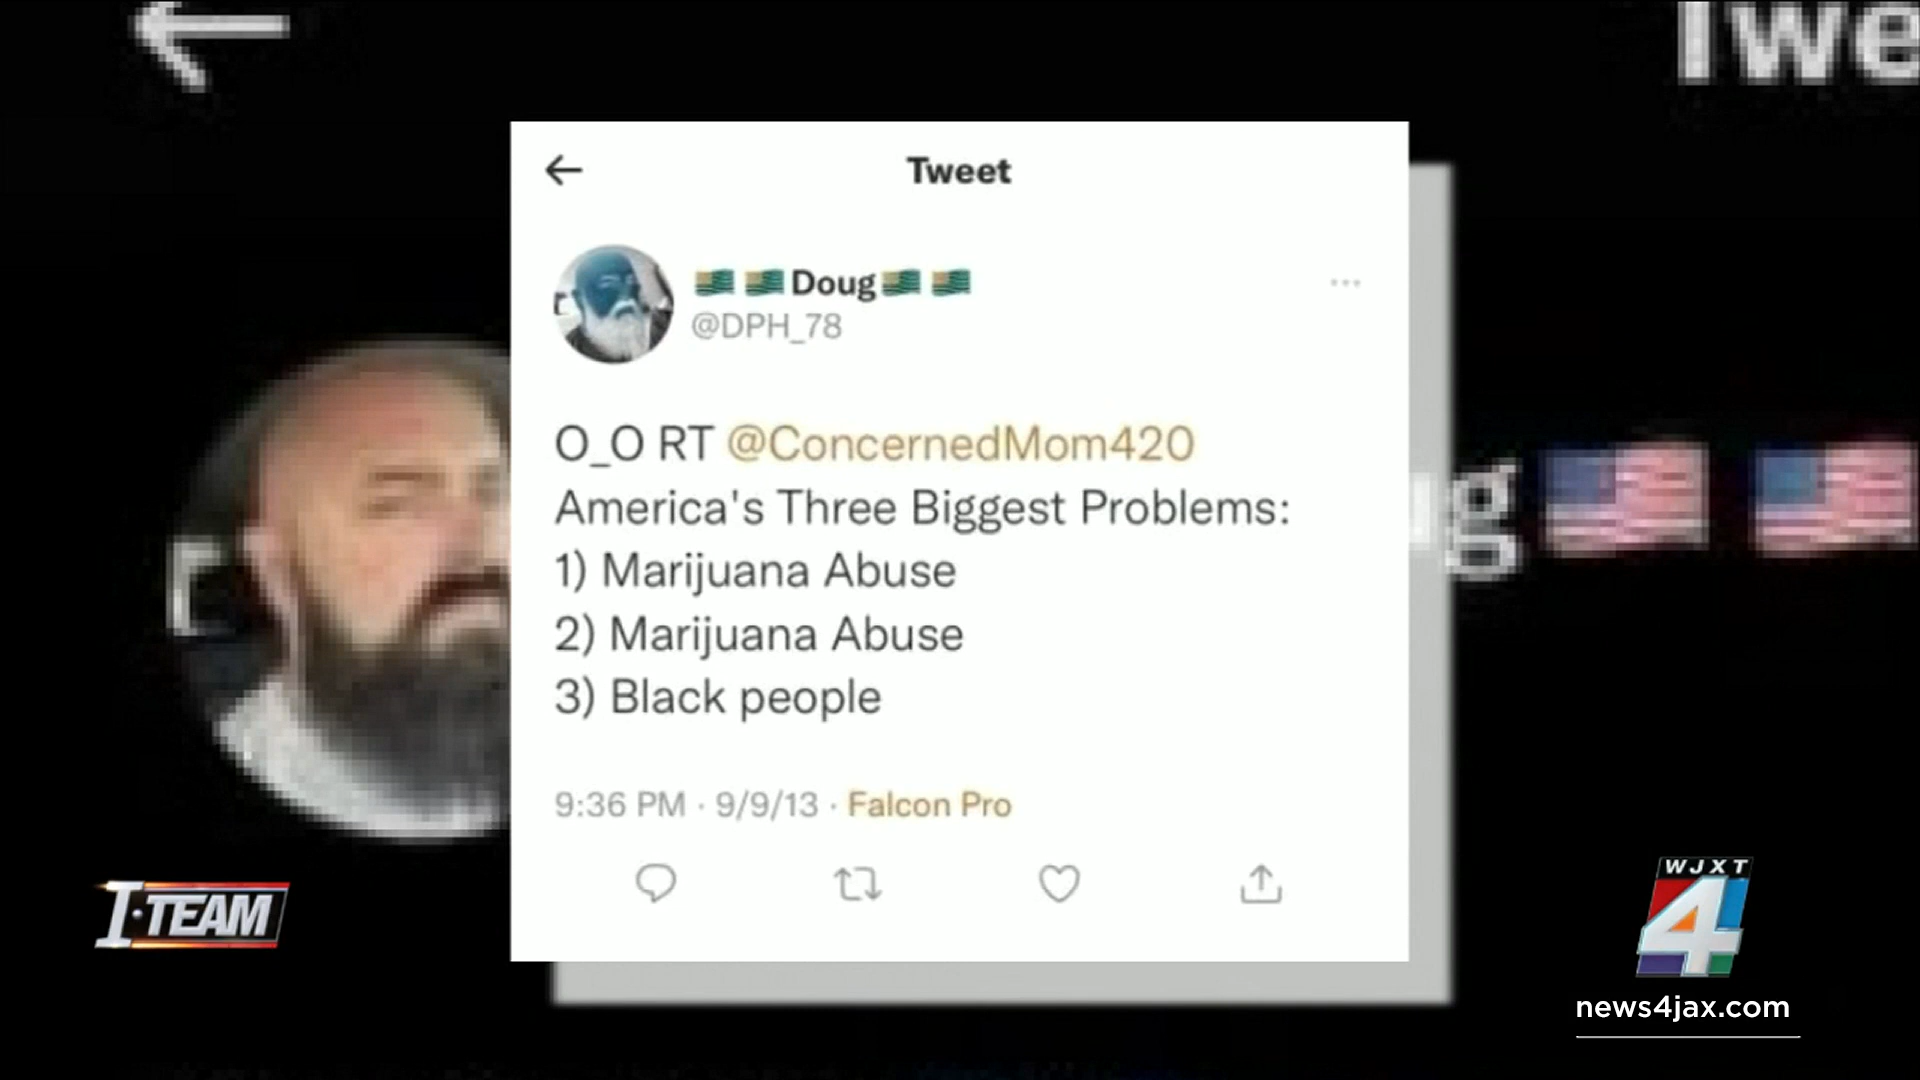 Twe
Tweet
Doug
@DPH_78
O_O RT @ConcernedMom420
America's Three Biggest Problems:
1) Marijuana Abuse
2) Marijuana Abuse
3) Black people
g
9:36 PM · 9/9/13 · Falcon Pro
I·TEAM
WJXT
4
news4jax.com